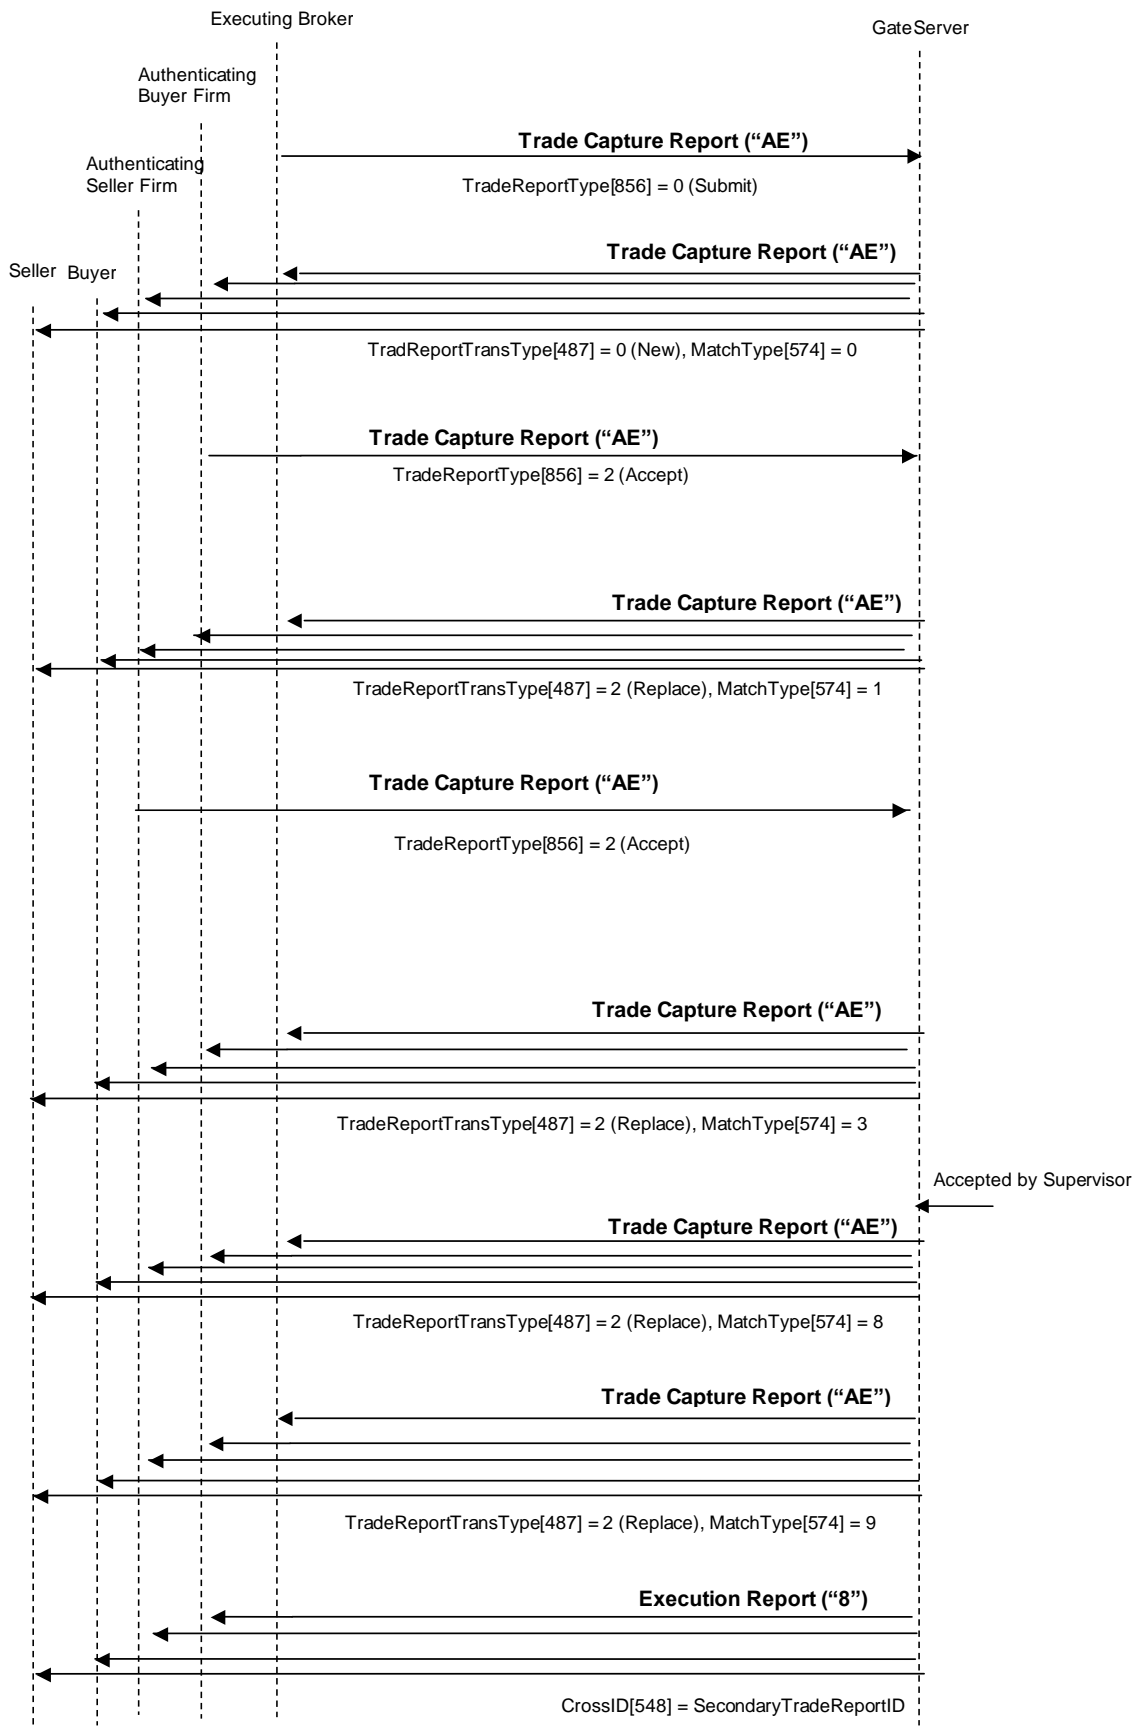 Executing Broker
GateServer
Authenticating
Buyer Firm
Trade Capture Report (“AE”)
Authenticating
Seller Firm
TradeReportType[856] = 0 (Submit)
Trade Capture Report (“AE”)
Seller
Buyer
TradReportTransType[487] = 0 (New), MatchType[574] = 0
Trade Capture Report (“AE”)
TradeReportType[856] = 2 (Accept)
Trade Capture Report (“AE”)
TradeReportTransType[487] = 2 (Replace), MatchType[574] = 1
Trade Capture Report (“AE”)
TradeReportType[856] = 2 (Accept)
Trade Capture Report (“AE”)
TradeReportTransType[487] = 2 (Replace), MatchType[574] = 3
Accepted by Supervisor
Trade Capture Report (“AE”)
TradeReportTransType[487] = 2 (Replace), MatchType[574] = 8
Trade Capture Report (“AE”)
TradeReportTransType[487] = 2 (Replace), MatchType[574] = 9
Execution Report (“8”)
CrossID[548] = SecondaryTradeReportID